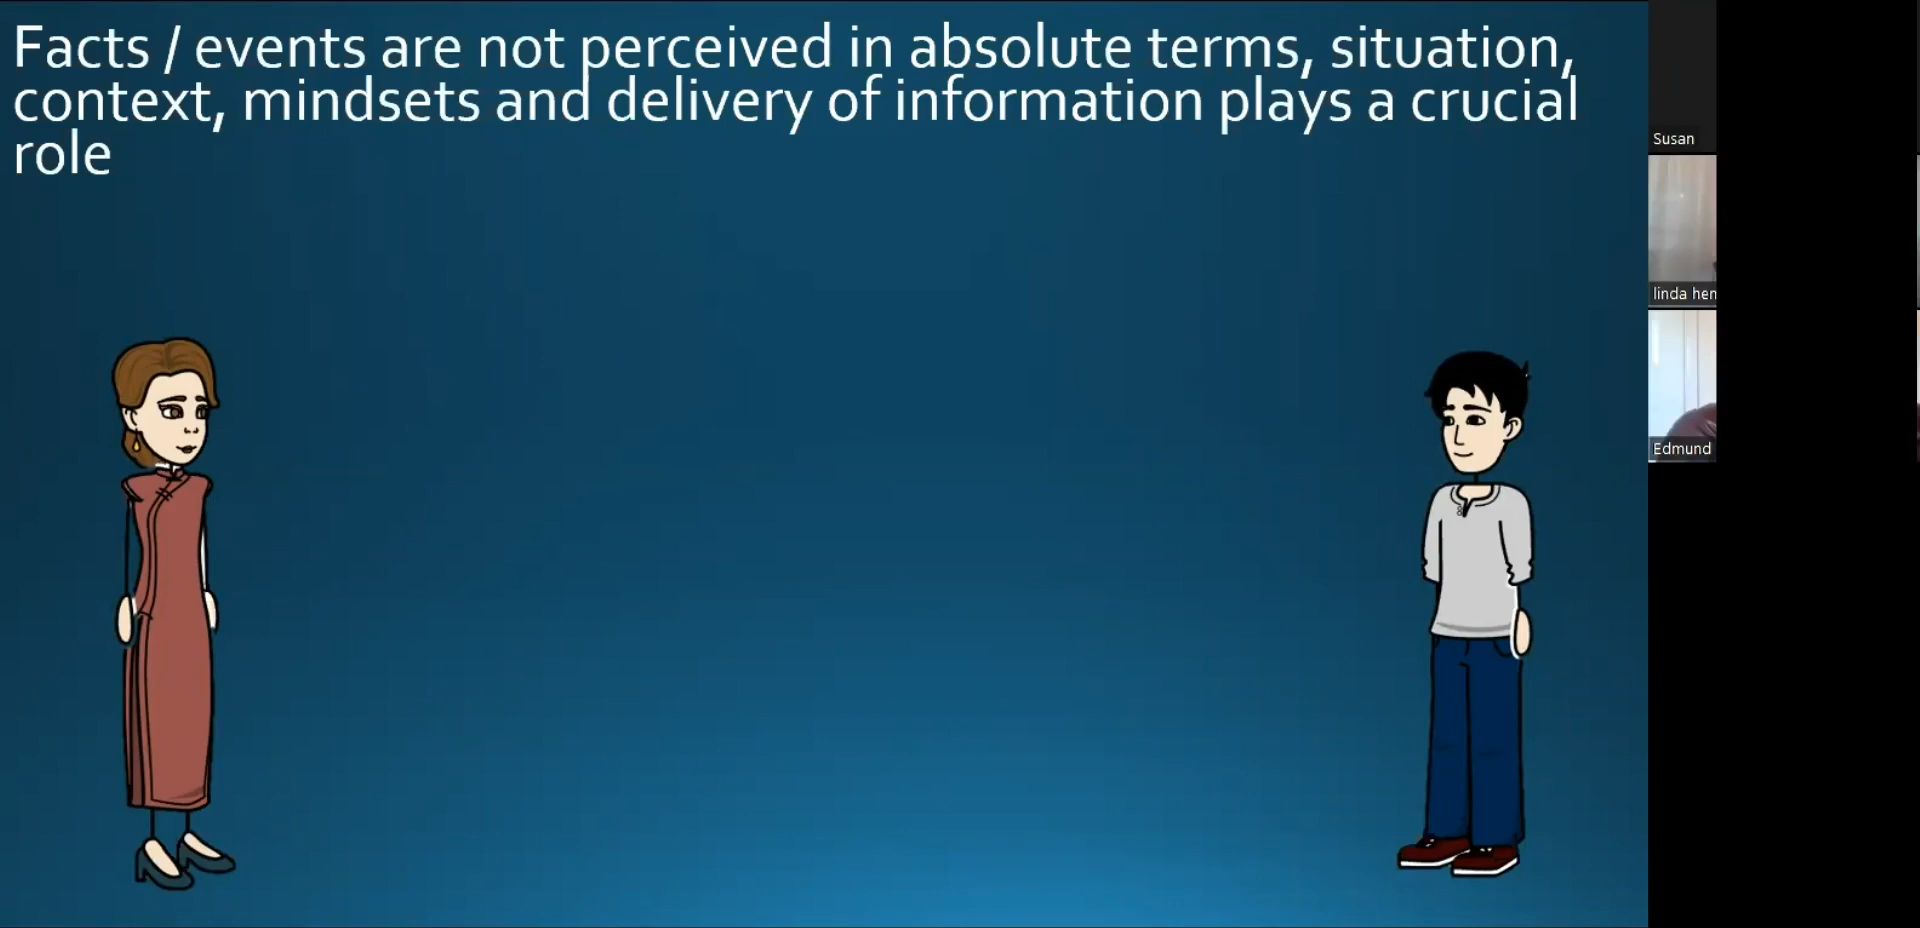 Facts / events are not perceived in absolute terms, situation,
context, mindsets and delivery of information plays a crucial
role
Susan
linda hen
Edmund